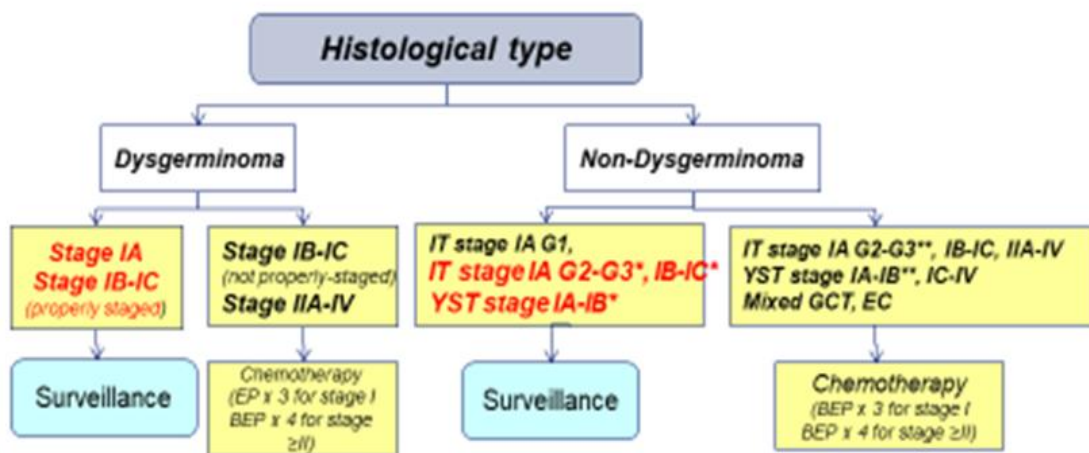 Histological type
Dysgerminoma
Non-Dysgerminoma
Stage IA
Stage IB-IC
(properly staged)
Stage IB-IC
(not properly-staged)
Stage IIA-IV
IT stage IA G1,
IT stage IA G2-G3*, IB-IC*
YST stage IA-IB*
IT stage IA G2-G3**, IB-IC, IIA-IV
YST stage IA-IB**, IC-IV
Mixed GCT, EC
Surveillance
Chemotherapy
(EP x 3 for stage I
BEP x 4 for stage
≥II)
Surveillance
Chemotherapy
(BEP x 3 for stage I
BEP x 4 for stage ≥II)